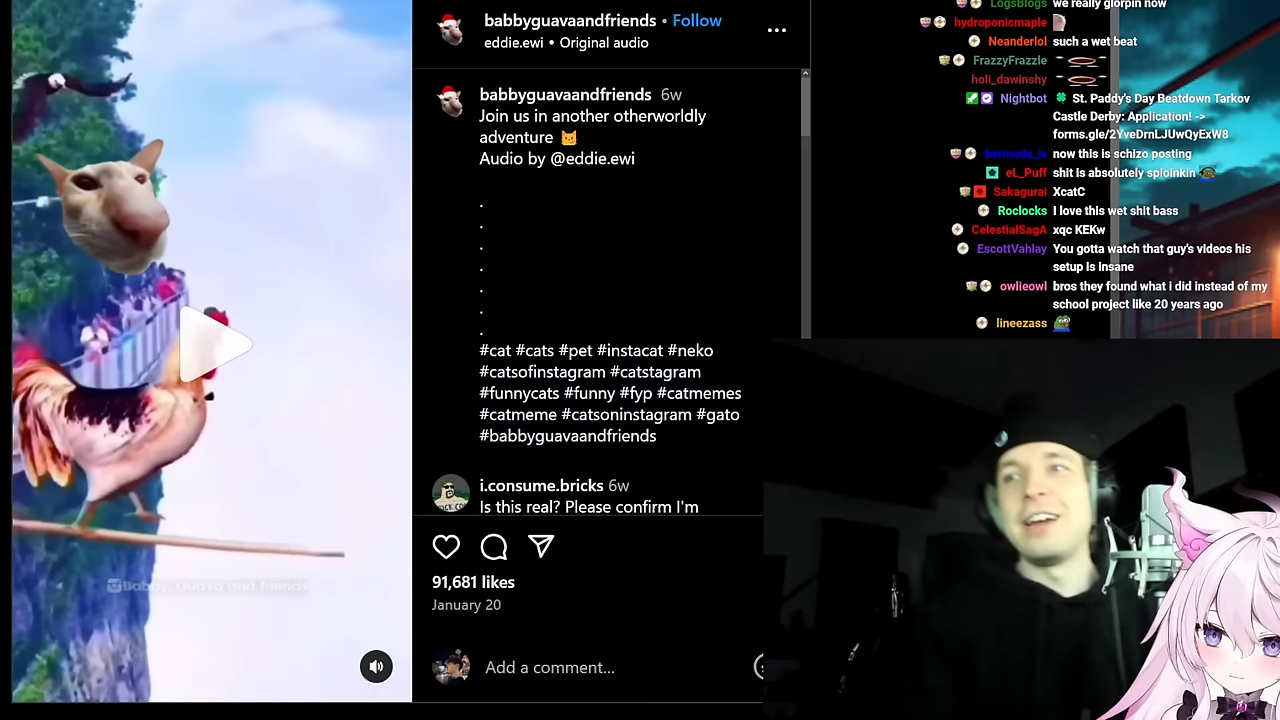 babbyguavaandfriends • Follow
eddie.ewi • Original audio
babbyguavaandfriends 6w
Join us in another otherworldly
adventure 😼
Audio by @eddie.ewi
.
.
.
.
.
.
.
#cat #cats #pet #instacat #neko
#catsofinstagram #catstagram
#funnycats #funny #fyp #catmemes
#catmeme #catsoninstagram #gato
#babbyguavaandfriends
i.consume.bricks 6w
Is this real? Please confirm I'm
91,681 likes
January 20
Add a comment...
Babby Guava and friends
LogsBlogs we really glorpin now
hydroponicmaple
Neanderlol such a wet beat
FrazzyFrazzle
holi_dawinshy
Nightbot 🍀 St. Paddy's Day Beatdown Tarkov
Castle Derby: Application! ->
forms.gle/2YveDrnLJUwQyExW8
now this is schizo posting
eL_Puff shit is absolutely spioinkin
Sakagurai XcatC
Roclocks I love this wet shit bass
CelestialSagA xqc KEKw
EscottVahlay You gotta watch that guy's videos his
setup is insane
owlieowl bros they found what i did instead of my
school project like 20 years ago
lineezass